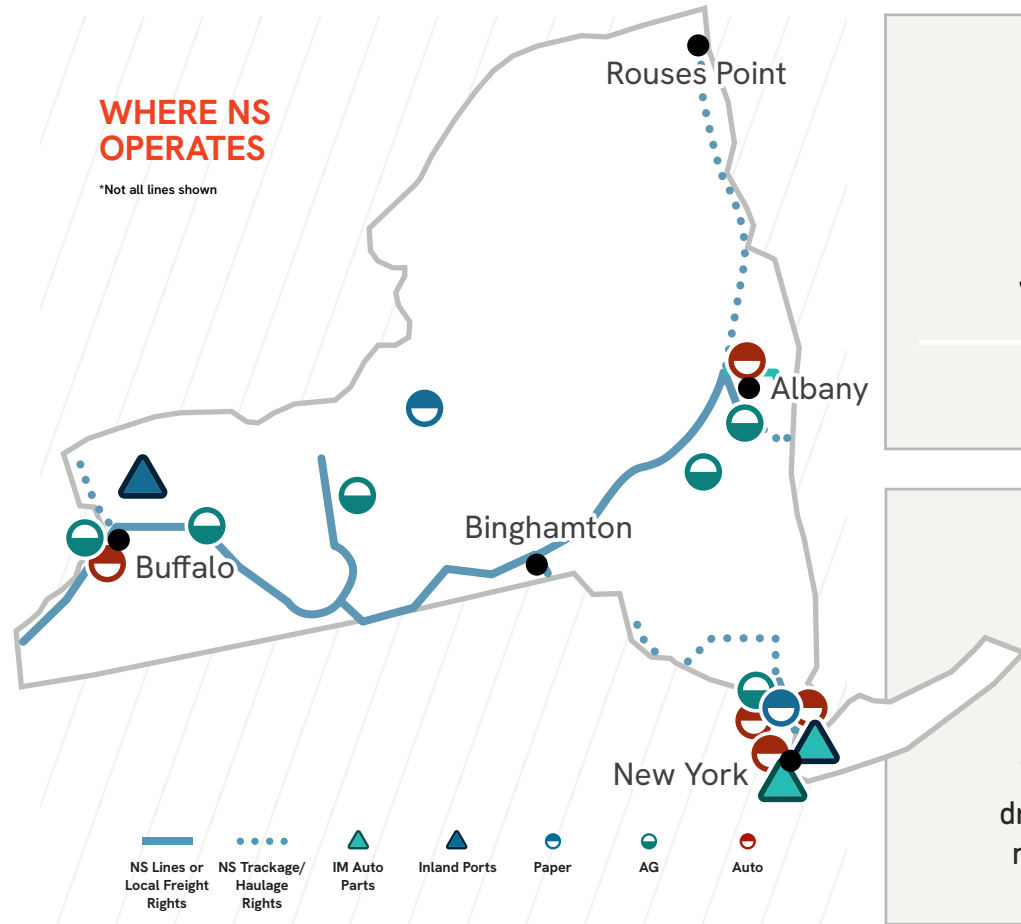 WHERE NS
OPERATES
*Not all lines shown
Rouses Point
Albany
Binghamton
Buffalo
New York
NS Lines or
Local Freight
Rights
NS Trackage/
Haulage
Rights
IM Auto
Parts
Inland Ports
Paper
AG
Auto